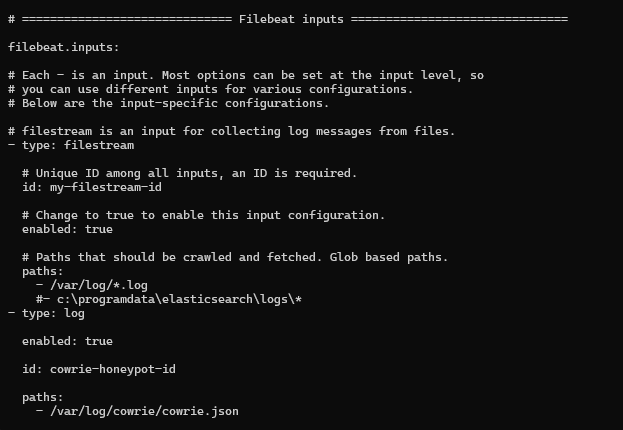 # ============================== Filebeat inputs ===============================
filebeat.inputs:
# Each - is an input. Most options can be set at the input level, so
# you can use different inputs for various configurations.
# Below are the input-specific configurations.
# filestream is an input for collecting log messages from files.
- type: filestream
  # Unique ID among all inputs, an ID is required.
  id: my-filestream-id
  # Change to true to enable this input configuration.
  enabled: true
  # Paths that should be crawled and fetched. Glob based paths.
  paths:
    - /var/log/*.log
    #- c:\programdata\elasticsearch\logs\*
- type: log
  enabled: true
  id: cowrie-honeypot-id
  paths:
    - /var/log/cowrie/cowrie.json